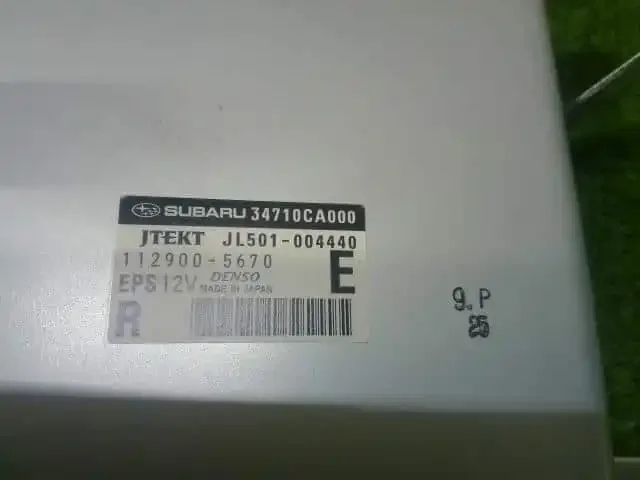 SUBARU 34710CA000
JTEKT JL501-004440
112900-5670 E
EPS12V DENSO
MADE IN JAPAN
R
9.P
25